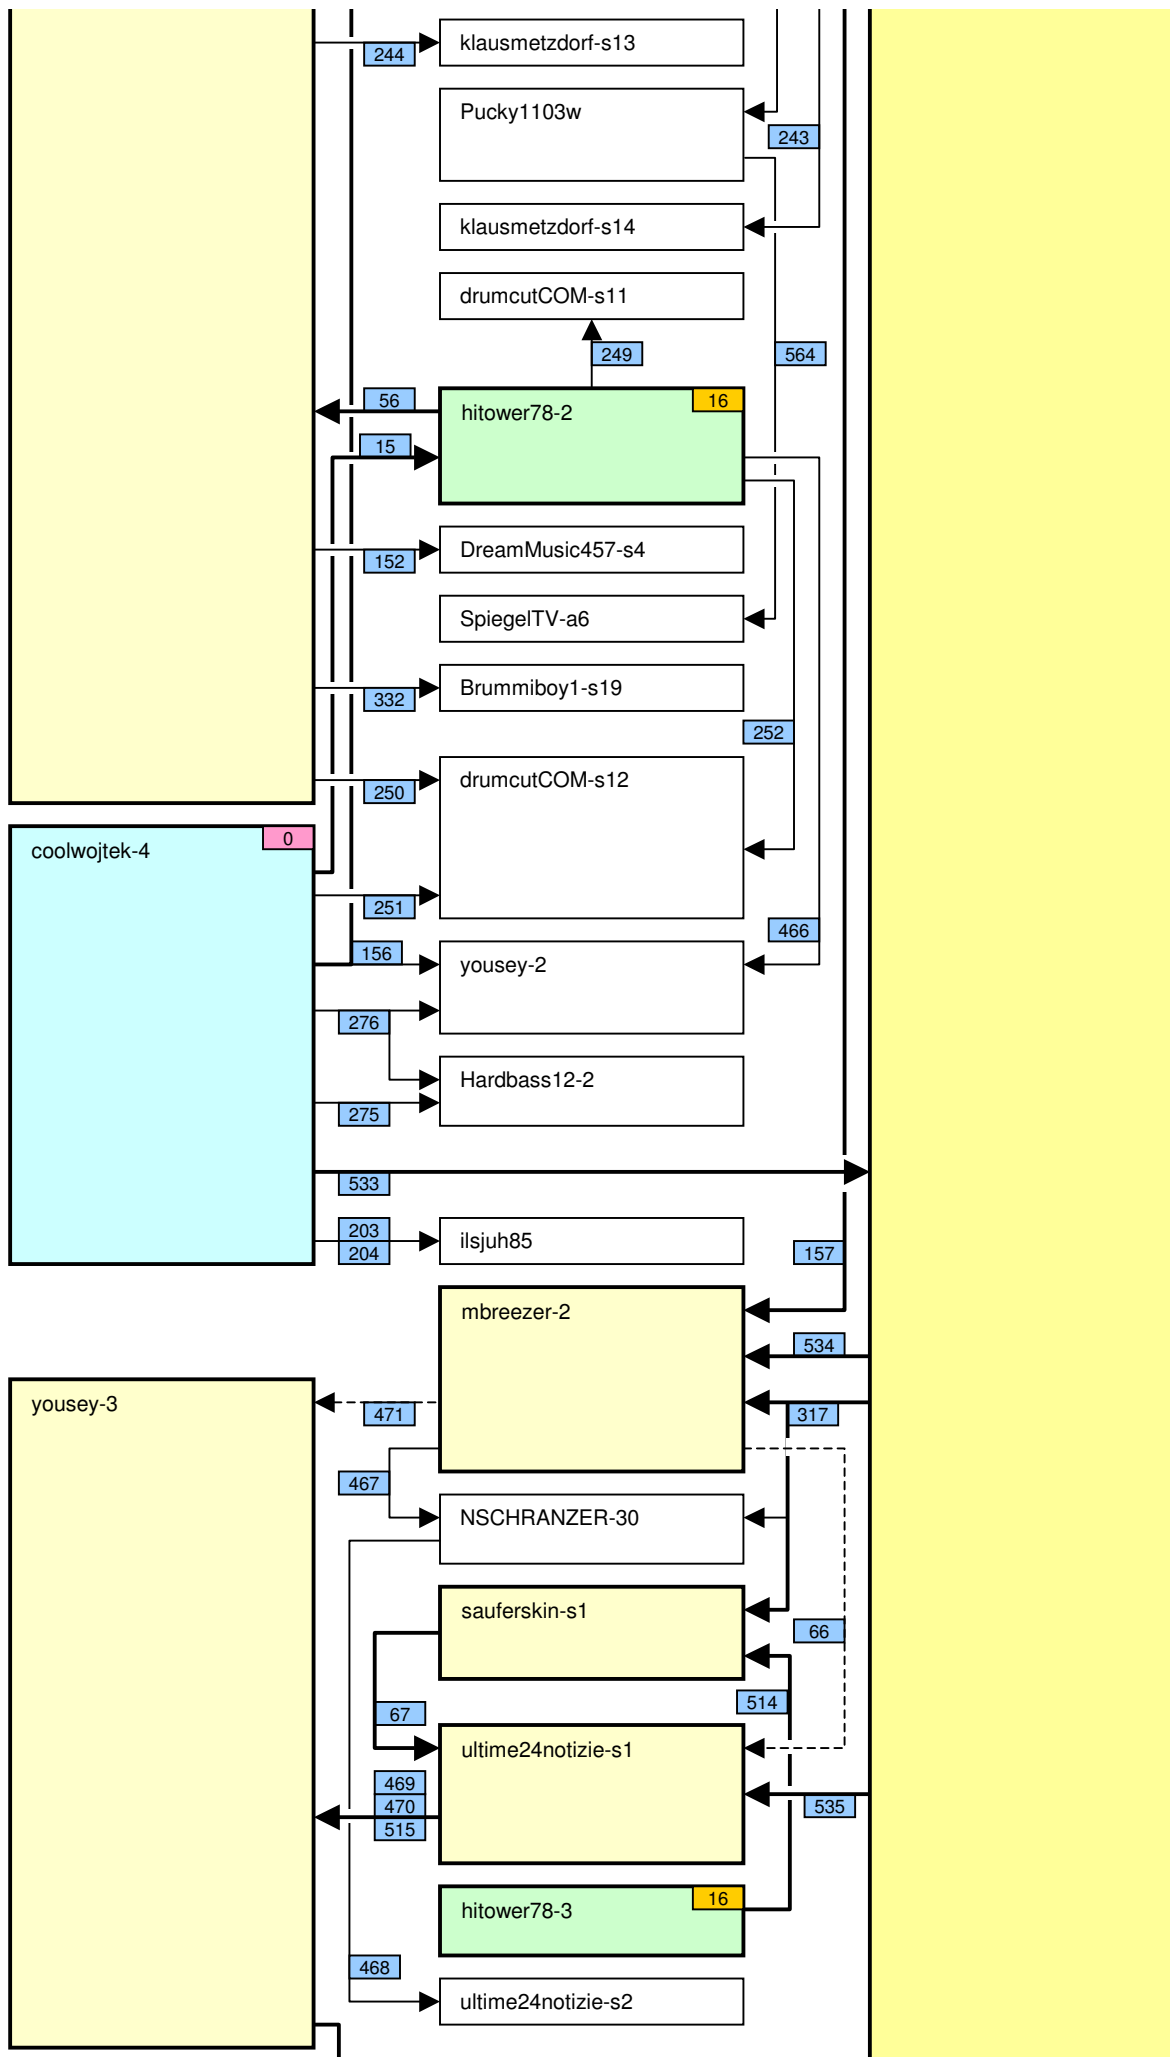 klausmetzdorf-s13
244
Pucky1103w
243
klausmetzdorf-s14
drumcutCOM-s11
249
564
56
hitower78-2
16
15
DreamMusic457-s4
152
SpiegelTV-a6
Brummiboy1-s19
332
252
drumcutCOM-s12
250
coolwojtek-4
0
251
466
156
yousey-2
276
Hardbass12-2
275
533
203
204
ilsjuh85
157
mbreezer-2
534
yousey-3
471
317
467
NSCHRANZER-30
sauferskin-s1
66
514
67
ultime24notizie-s1
469
470
515
535
hitower78-3
16
468
ultime24notizie-s2